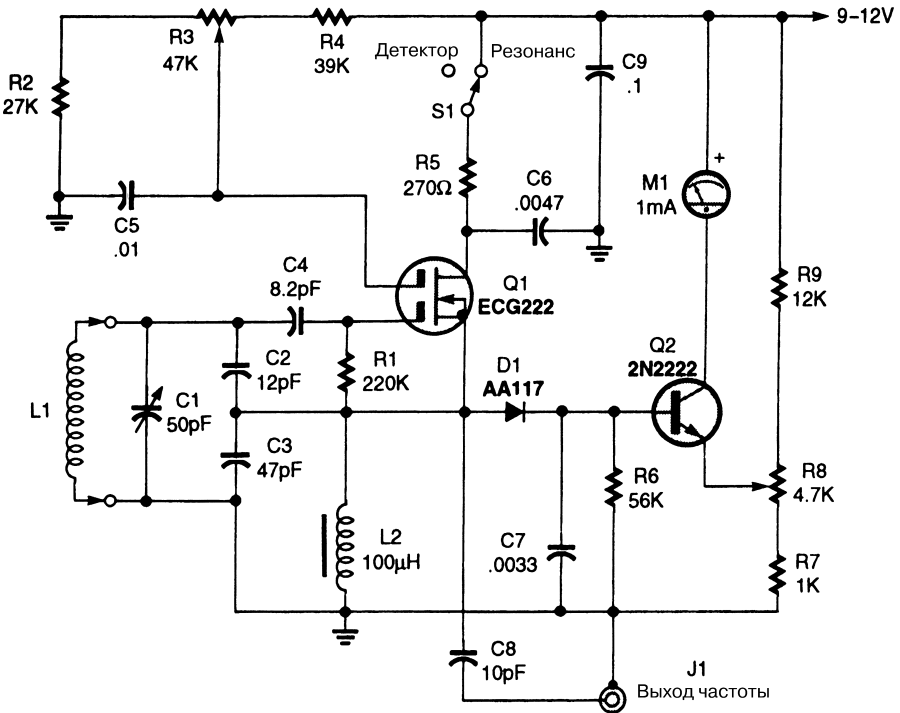 9–12V
R3
47K
R4
39K
Детектор
Резонанс
C9
.1
R2
27K
S1
+
R5
270Ω
C6
.0047
M1
1mA
C5
.01
C4
8.2pF
Q1
ECG222
R9
12K
L1
C1
50pF
C2
12pF
R1
220K
D1
AA117
Q2
2N2222
C3
47pF
R6
56K
R8
4.7K
L2
100µH
C7
.0033
R7
1K
C8
10pF
J1
Выход частоты